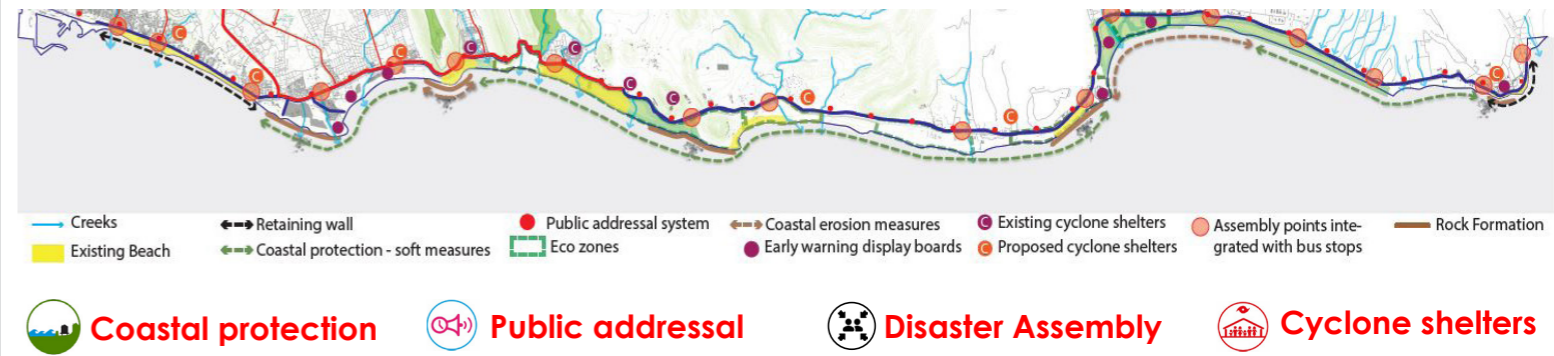 C
C
C
C
C
C
C
C
C
C
Creeks
Retaining wall
Public addressal system
Coastal erosion measures
Existing cyclone shelters
Assembly points inte-
grated with bus stops
Rock Formation
Existing Beach
Coastal protection - soft measures
Eco zones
Early warning display boards
Proposed cyclone shelters
C
C
Coastal protection
Public addressal
Disaster Assembly
Cyclone shelters